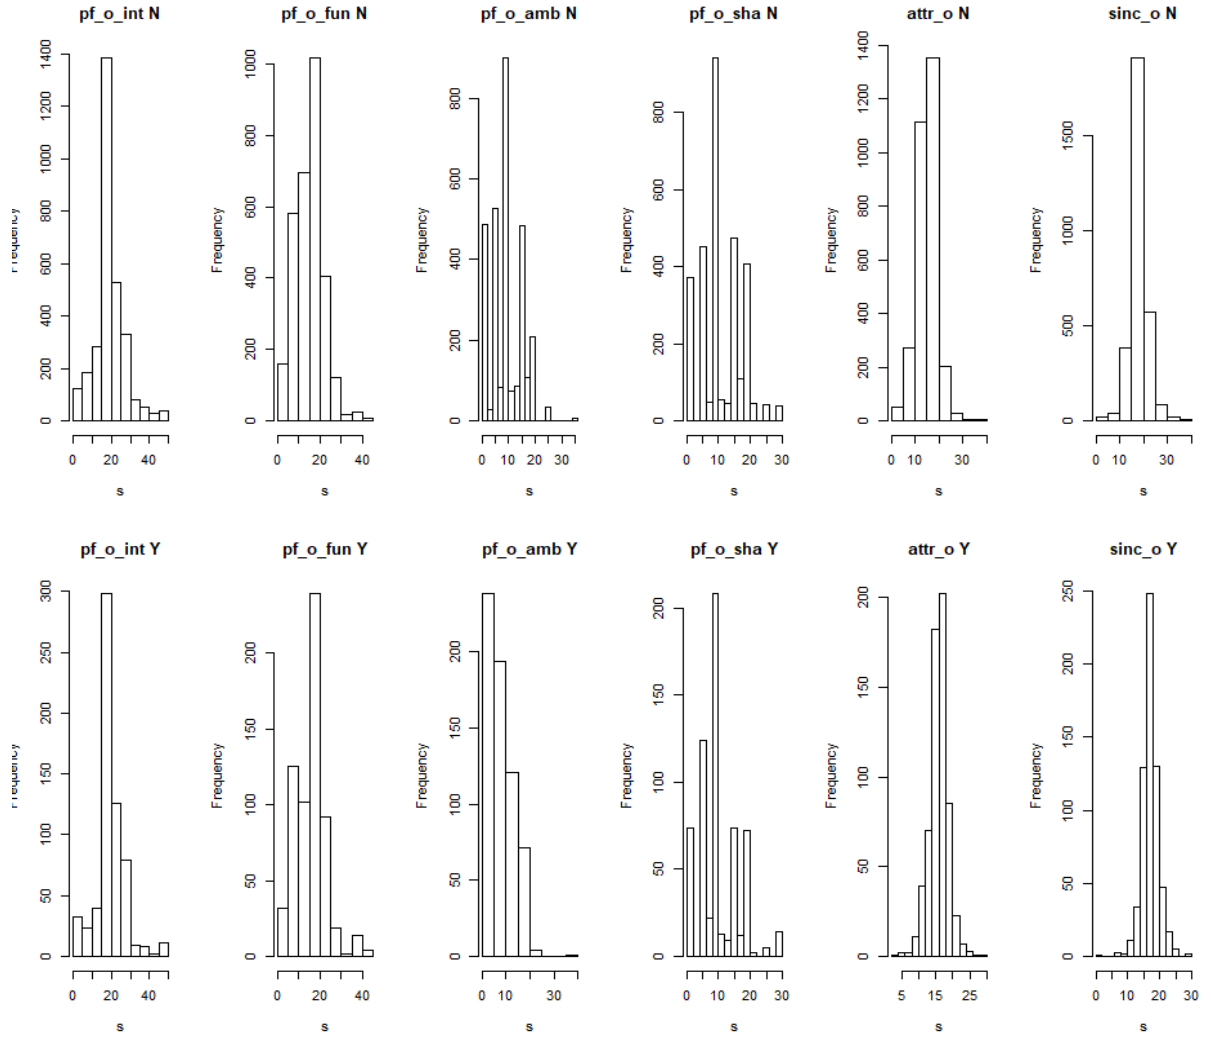 pf_o_int N
pf_o_fun N
pf_o_amb N
pf_o_sha N
attr_o N
sinc_o N
Frequency
0 200 400 600 800 1000 1200 1400
0 20 40
s
Frequency
0 200 400 600 800 1000
0 20 40
s
Frequency
0 200 400 600 800
0 10 20 30
s
Frequency
0 200 400 600 800
0 10 20 30
s
Frequency
0 200 400 600 800 1000 1200 1400
0 10 30
s
Frequency
0 500 1000 1500
0 10 30
s
pf_o_int Y
pf_o_fun Y
pf_o_amb Y
pf_o_sha Y
attr_o Y
sinc_o Y
Frequency
0 50 100 150 200 250 300
0 20 40
s
Frequency
0 50 100 150 200
0 20 40
s
Frequency
0 50 100 150 200
0 10 30
s
Frequency
0 50 100 150 200
0 10 20 30
s
Frequency
0 50 100 150 200
5 15 25
s
Frequency
0 50 100 150 200 250
0 10 20 30
s